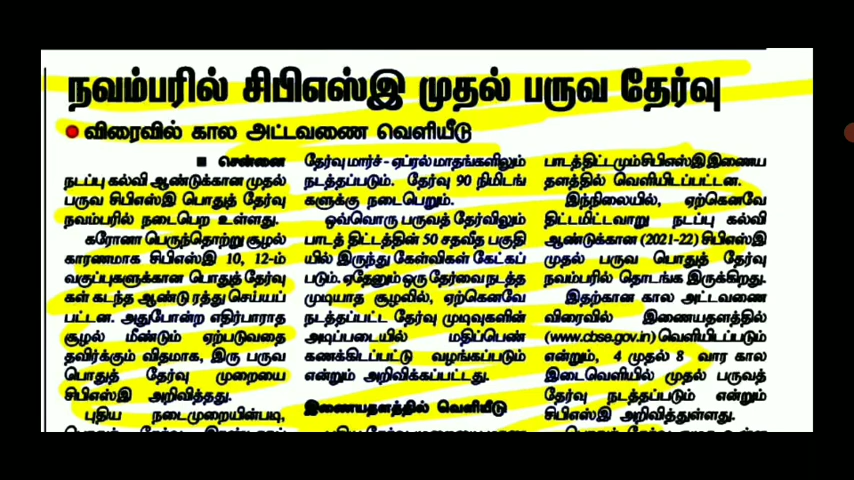 நவம்பரில் சிபிஎஸ்இ முதல் பருவ தேர்வு
விரைவில் கால அட்டவணை வெளியீடு
சென்னை
நடப்பு கல்வி ஆண்டுக்கான முதல்
பருவ சிபிஎஸ்இ பொதுத் தேர்வு
நவம்பரில் நடைபெற உள்ளது.
கரோனா பெருந்தொற்று சூழல்
காரணமாக சிபிஎஸ்இ 10, 12-ம்
வகுப்புகளுக்கான பொதுத் தேர்வு
கள் கடந்த ஆண்டு ரத்து செய்யப்
பட்டன. அதுபோன்ற எதிர்பாராத
சூழல் மீண்டும் ஏற்படுவதை
தவிர்க்கும் விதமாக, இரு பருவ
பொதுத் தேர்வு முறையை
சிபிஎஸ்இ அறிவித்தது.
புதிய நடைமுறையின்படி,
தேர்வு மார்ச் - ஏப்ரல் மாதங்களிலும்
நடத்தப்படும். தேர்வு 90 நிமிடங்
களுக்கு நடைபெறும்.
ஒவ்வொரு பருவத் தேர்விலும்
பாடத் திட்டத்தின் 50 சதவீத பகுதி
யில் இருந்து கேள்விகள் கேட்கப்
படும். ஏதேனும் ஒரு தேர்வை நடத்த
முடியாத சூழலில், ஏற்கெனவே
நடத்தப்பட்ட தேர்வு முடிவுகளின்
அடிப்படையில் மதிப்பெண்
கணக்கிடப்பட்டு வழங்கப்படும்
என்றும் அறிவிக்கப்பட்டது.
இணையதளத்தில் வெளியீடு
பாடத்திட்டமும் சிபிஎஸ்இ இணைய
தளத்தில் வெளியிடப்பட்டன.
இந்நிலையில், ஏற்கெனவே
திட்டமிட்டவாறு நடப்பு கல்வி
ஆண்டுக்கான (2021-22) சிபிஎஸ்இ
முதல் பருவ பொதுத் தேர்வு
நவம்பரில் தொடங்க இருக்கிறது.
இதற்கான கால அட்டவணை
விரைவில் இணையதளத்தில்
(www.cbse.gov.in) வெளியிடப்படும்
என்றும், 4 முதல் 8 வார கால
இடைவெளியில் முதல் பருவத்
தேர்வு நடத்தப்படும் என்றும்
சிபிஎஸ்இ அறிவித்துள்ளது.